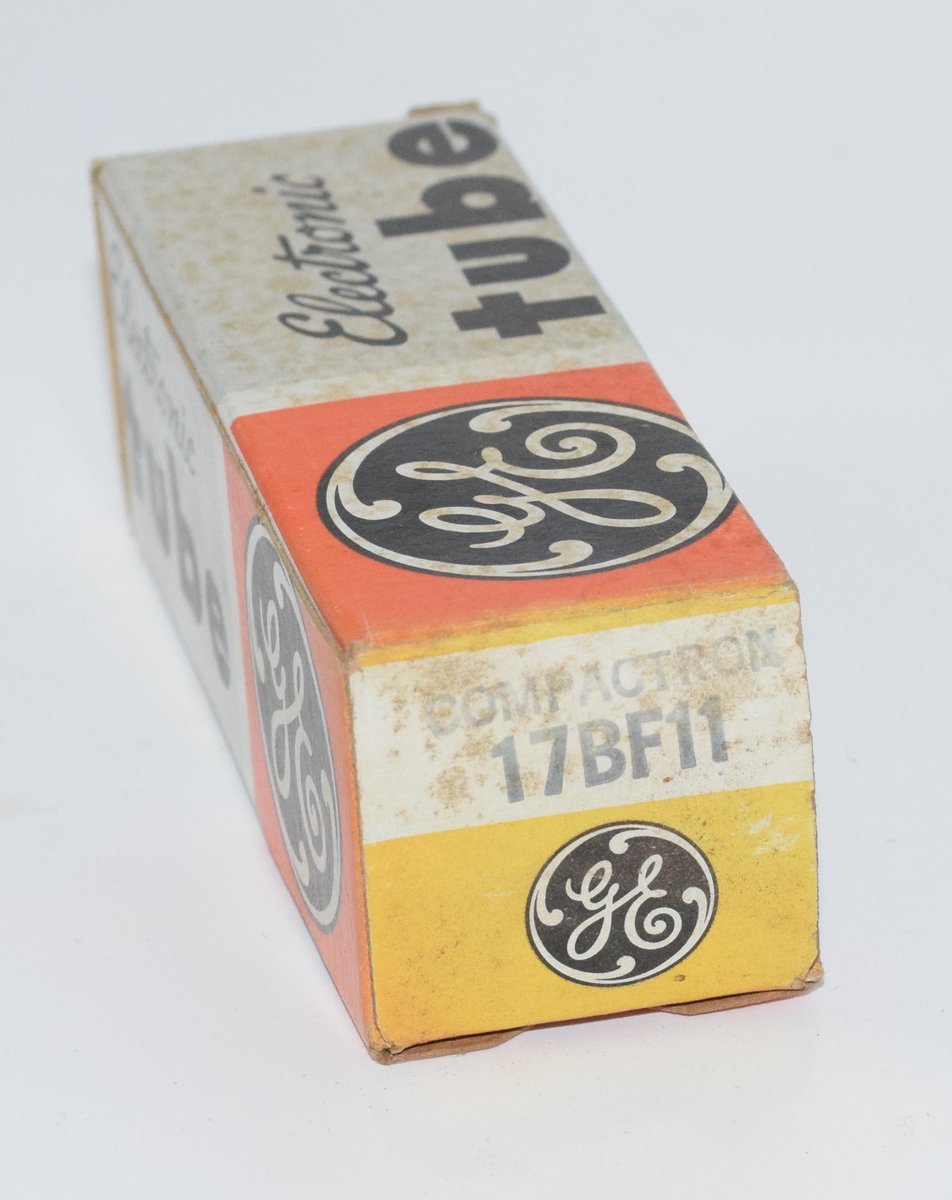 Electronic
tube
GE
Electronic
tube
GE
COMPACTRON
17BF11
GE